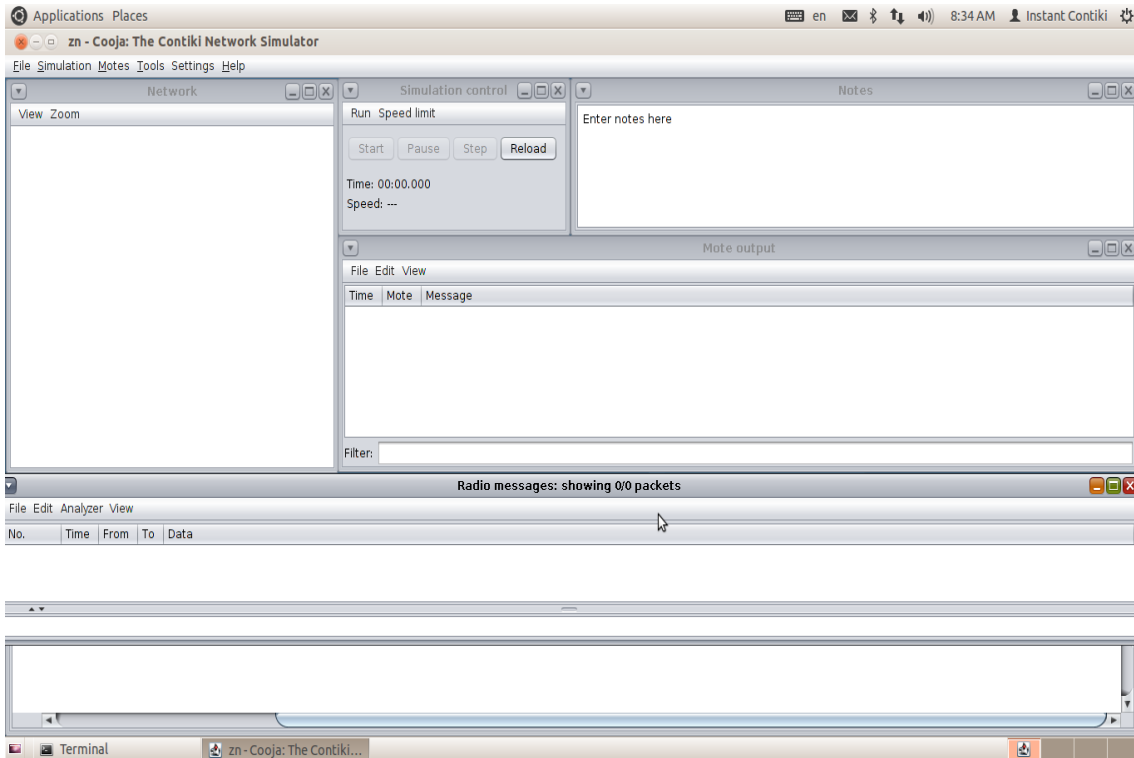 Applications Places
en 8:34 AM Instant Contiki
zn - Cooja: The Contiki Network Simulator
File Simulation Motes Tools Settings Help
Network
View Zoom
Simulation control
Run Speed limit
Start Pause Step Reload
Time: 00:00.000
Speed: ---
Notes
Enter notes here
Mote output
File Edit View
Time Mote Message
Filter:
Radio messages: showing 0/0 packets
File Edit Analyzer View
No. Time From To Data
Terminal
zn - Cooja: The Contiki...